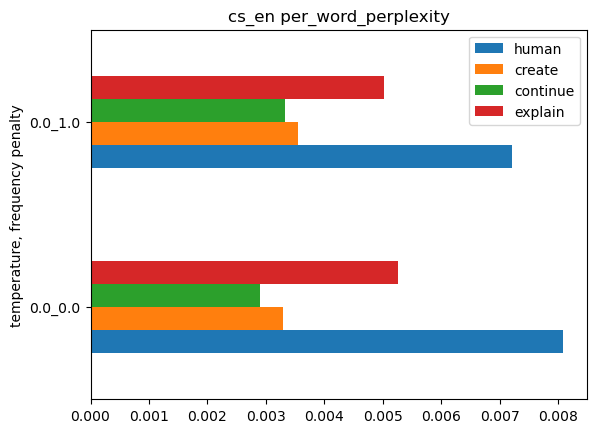 cs_en per_word_perplexity
human
create
continue
explain
temperature, frequency penalty
0.0_1.0
0.0_0.0
0.000 0.001 0.002 0.003 0.004 0.005 0.006 0.007 0.008